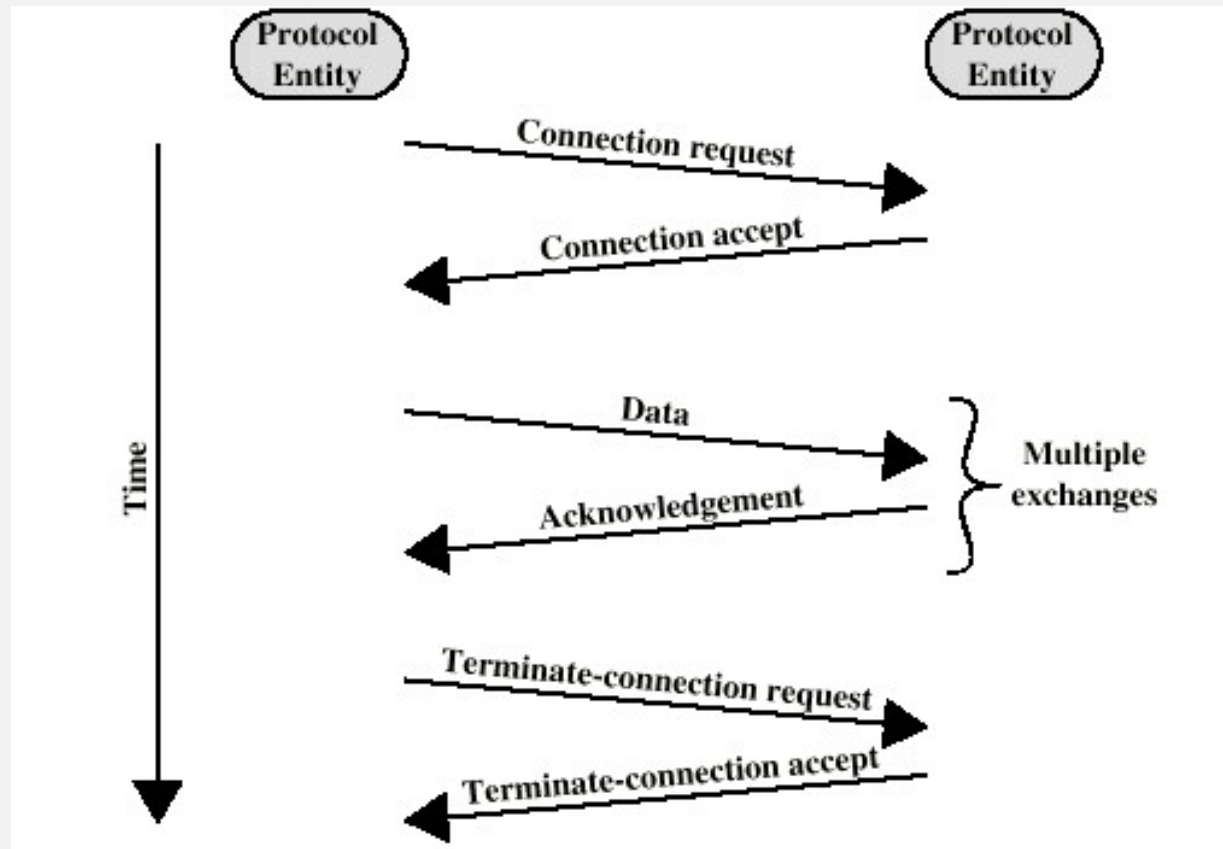 Protocol
Entity
Protocol
Entity
Connection request
Connection accept
Time
Data
Multiple
exchanges
Acknowledgement
Terminate-connection request
Terminate-connection accept